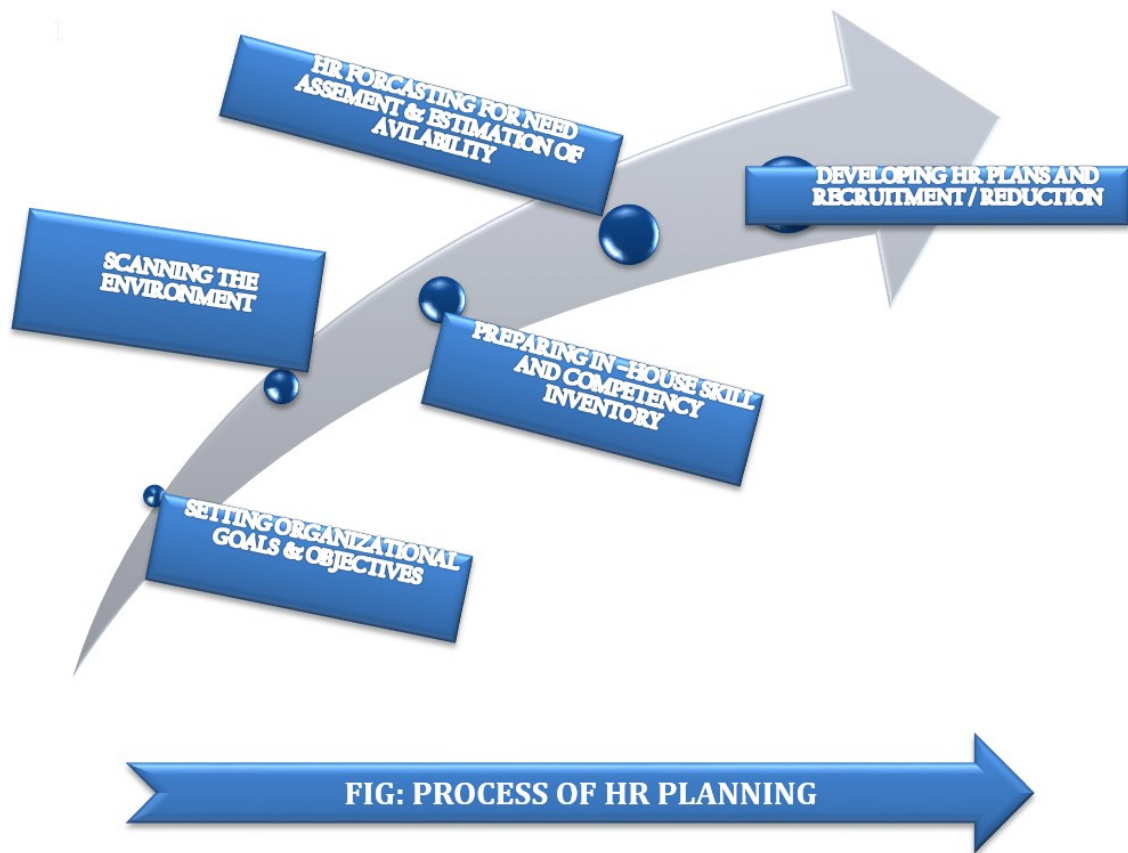 HR FORCASTING FOR NEED
ASSEMENT & ESTIMATION OF
AVILABILITY
DEVELOPING HR PLANS AND
RECRUITMENT / REDUCTION
SCANNING THE
ENVIRONMENT
PREPARING IN –HOUSE SKILL
AND COMPETENCY
INVENTORY
SETTING ORGANIZATIONAL
GOALS & OBJECTIVES
FIG: PROCESS OF HR PLANNING